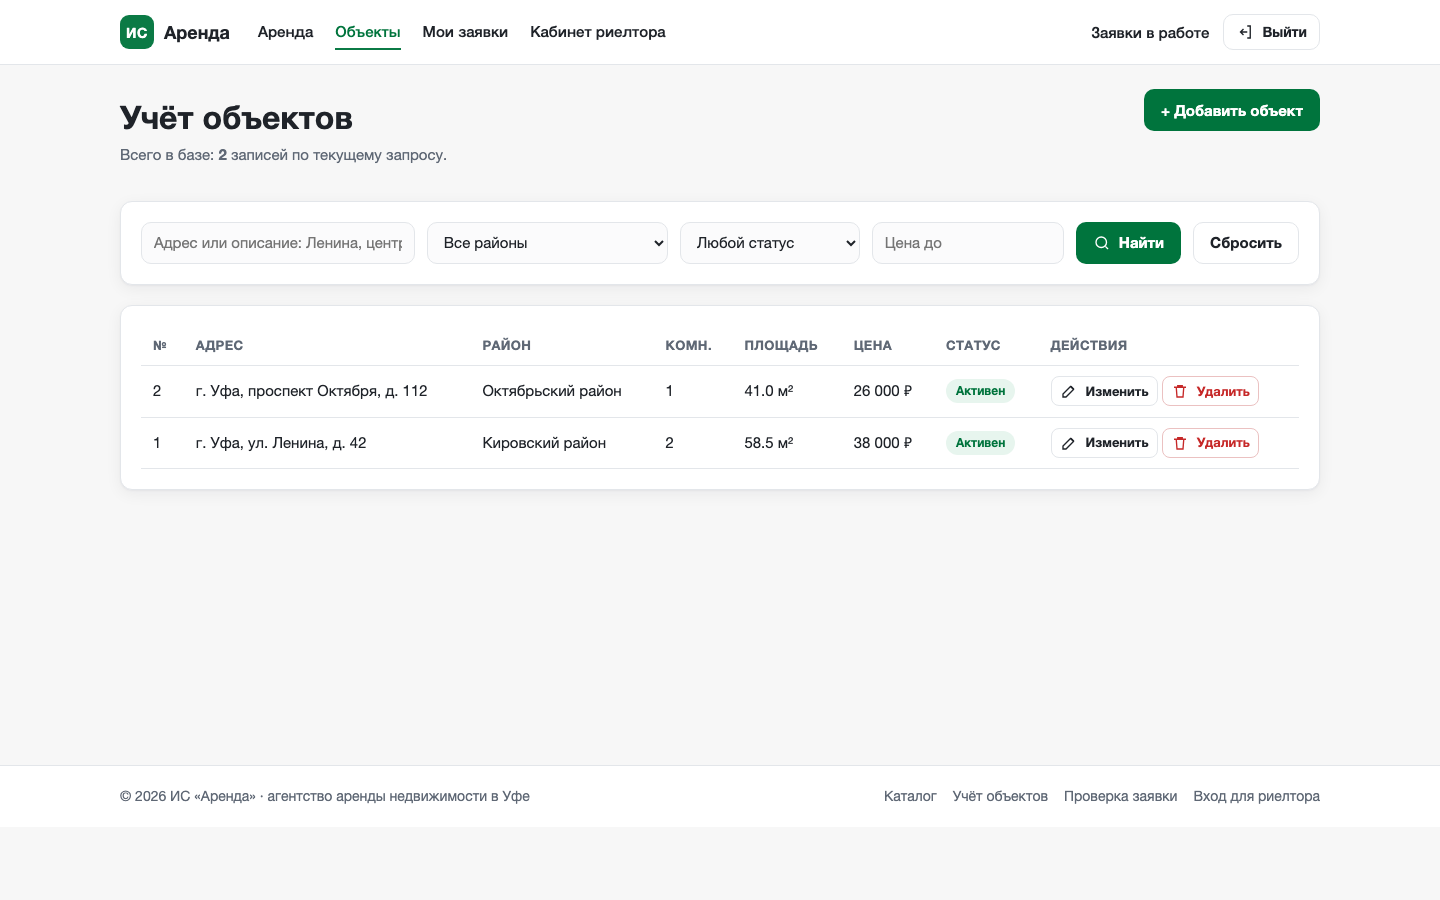 ИС Аренда Аренда Объекты Мои заявки Кабинет риелтора Заявки в работе Выйти
Учёт объектов
+ Добавить объект
Всего в базе: 2 записей по текущему запросу.
Адрес или описание: Ленина, центр Все районы Любой статус Цена до Найти Сбросить
№ АДРЕС РАЙОН КОМН. ПЛОЩАДЬ ЦЕНА СТАТУС ДЕЙСТВИЯ
2 г. Уфа, проспект Октября, д. 112 Октябрьский район 1 41.0 м² 26 000 ₽ Активен Изменить Удалить
1 г. Уфа, ул. Ленина, д. 42 Кировский район 2 58.5 м² 38 000 ₽ Активен Изменить Удалить
© 2026 ИС «Аренда» · агентство аренды недвижимости в Уфе Каталог Учёт объектов Проверка заявки Вход для риелтора